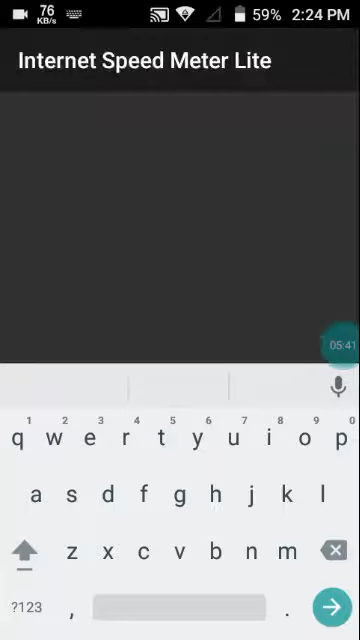 76
KB/s
59% 2:24 PM
Internet Speed Meter Lite
05:41
1 2 3 4 5 6 7 8 9 0
q w e r t y u i o p
a s d f g h j k l
z x c v b n m
?123 , .